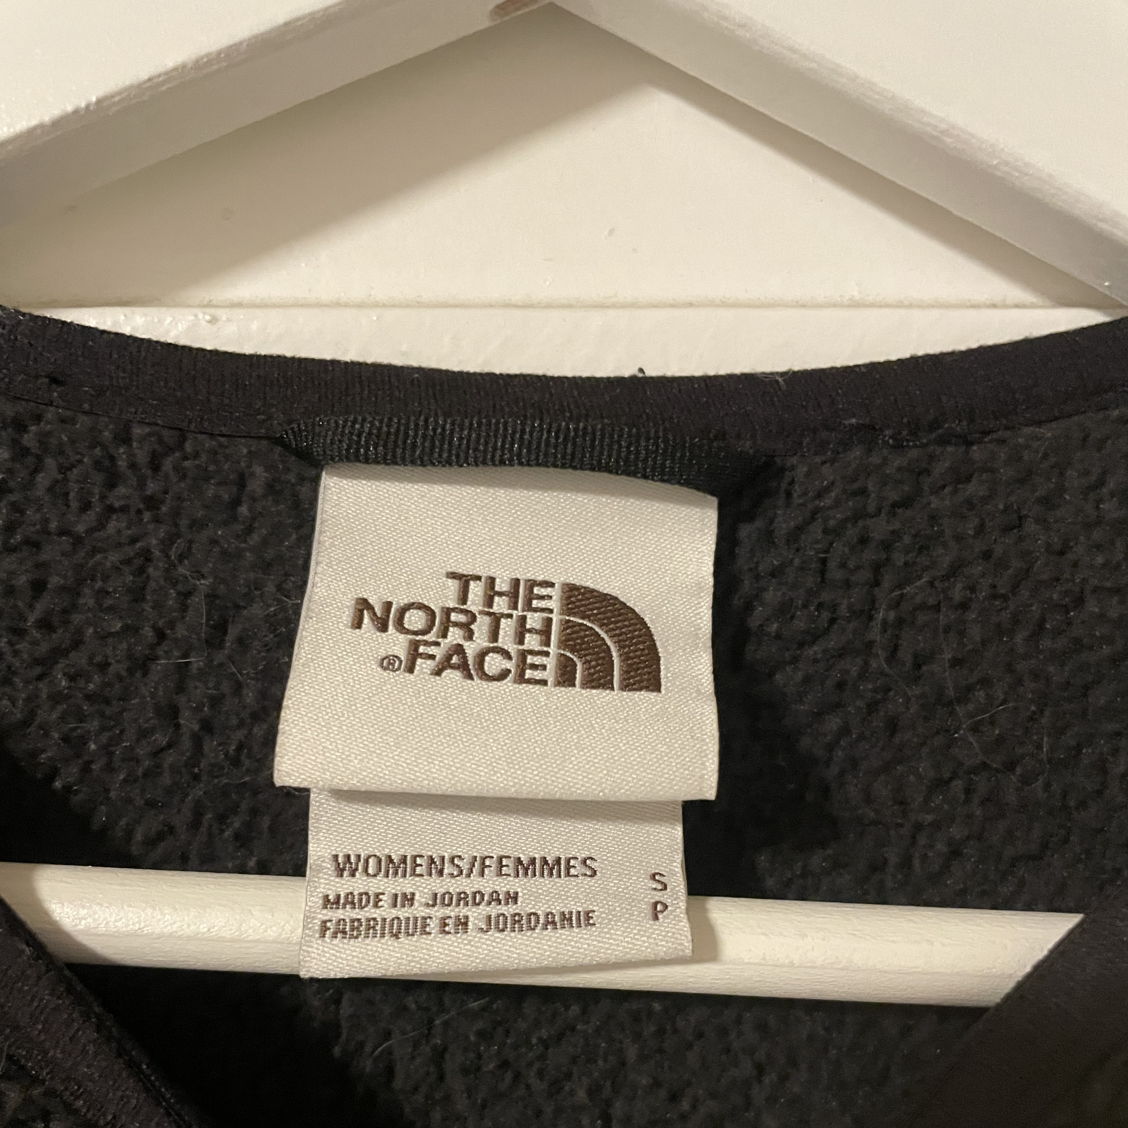 THE
NORTH
®FACE
WOMENS/FEMMES
MADE IN JORDAN
FABRIQUE EN JORDANIE
S
P